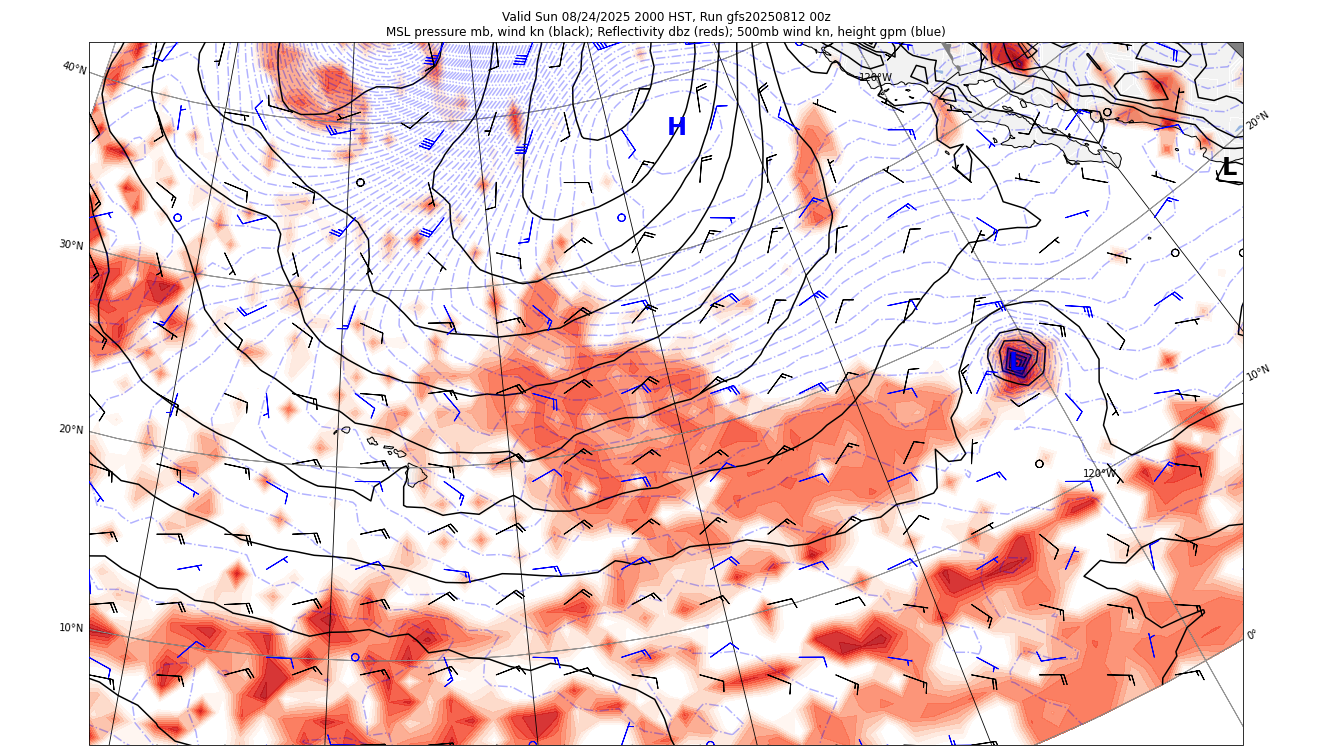 Valid Sun 08/24/2025 2000 HST, Run gfs20250812 00z
MSL pressure mb, wind kn (black); Reflectivity dbz (reds); 500mb wind kn, height gpm (blue)
40°N
120°W
20°N
H
L
30°N
L
10°N
20°N
120°W
10°N
0°